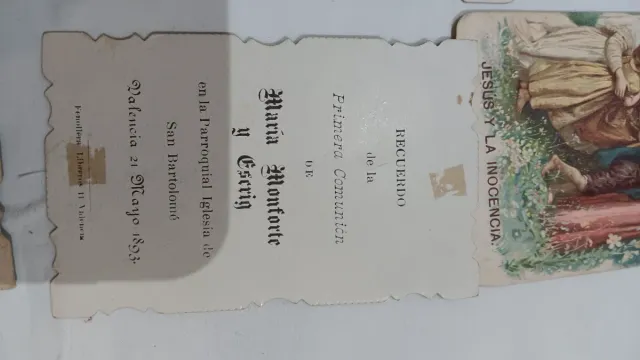 RECUERDO
de la
Primera Comunión
DE
María Monforte
y Escrig
en la Parroquial Iglesia de
San Bartolomé
Valencia 21 Mayo 1893.
JESÚS Y LA INOCENCIA.